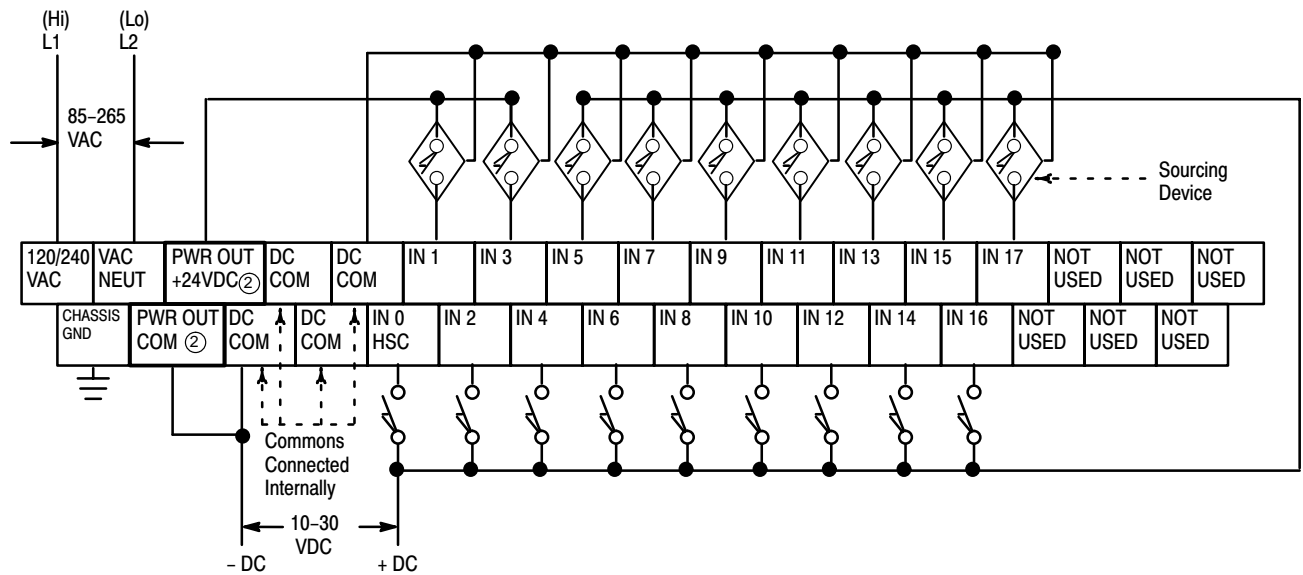 (Hi)
L1
(Lo)
L2
85–265
VAC
Sourcing
Device
120/240
VAC
VAC
NEUT
PWR OUT
+24VDC②
DC
COM
DC
COM
IN 1
IN 3
IN 5
IN 7
IN 9
IN 11
IN 13
IN 15
IN 17
NOT
USED
NOT
USED
NOT
USED
CHASSIS
GND
PWR OUT
COM ②
DC
COM
DC
COM
IN 0
HSC
IN 2
IN 4
IN 6
IN 8
IN 10
IN 12
IN 14
IN 16
NOT
USED
NOT
USED
NOT
USED
Commons
Connected
Internally
10–30
VDC
– DC
+ DC